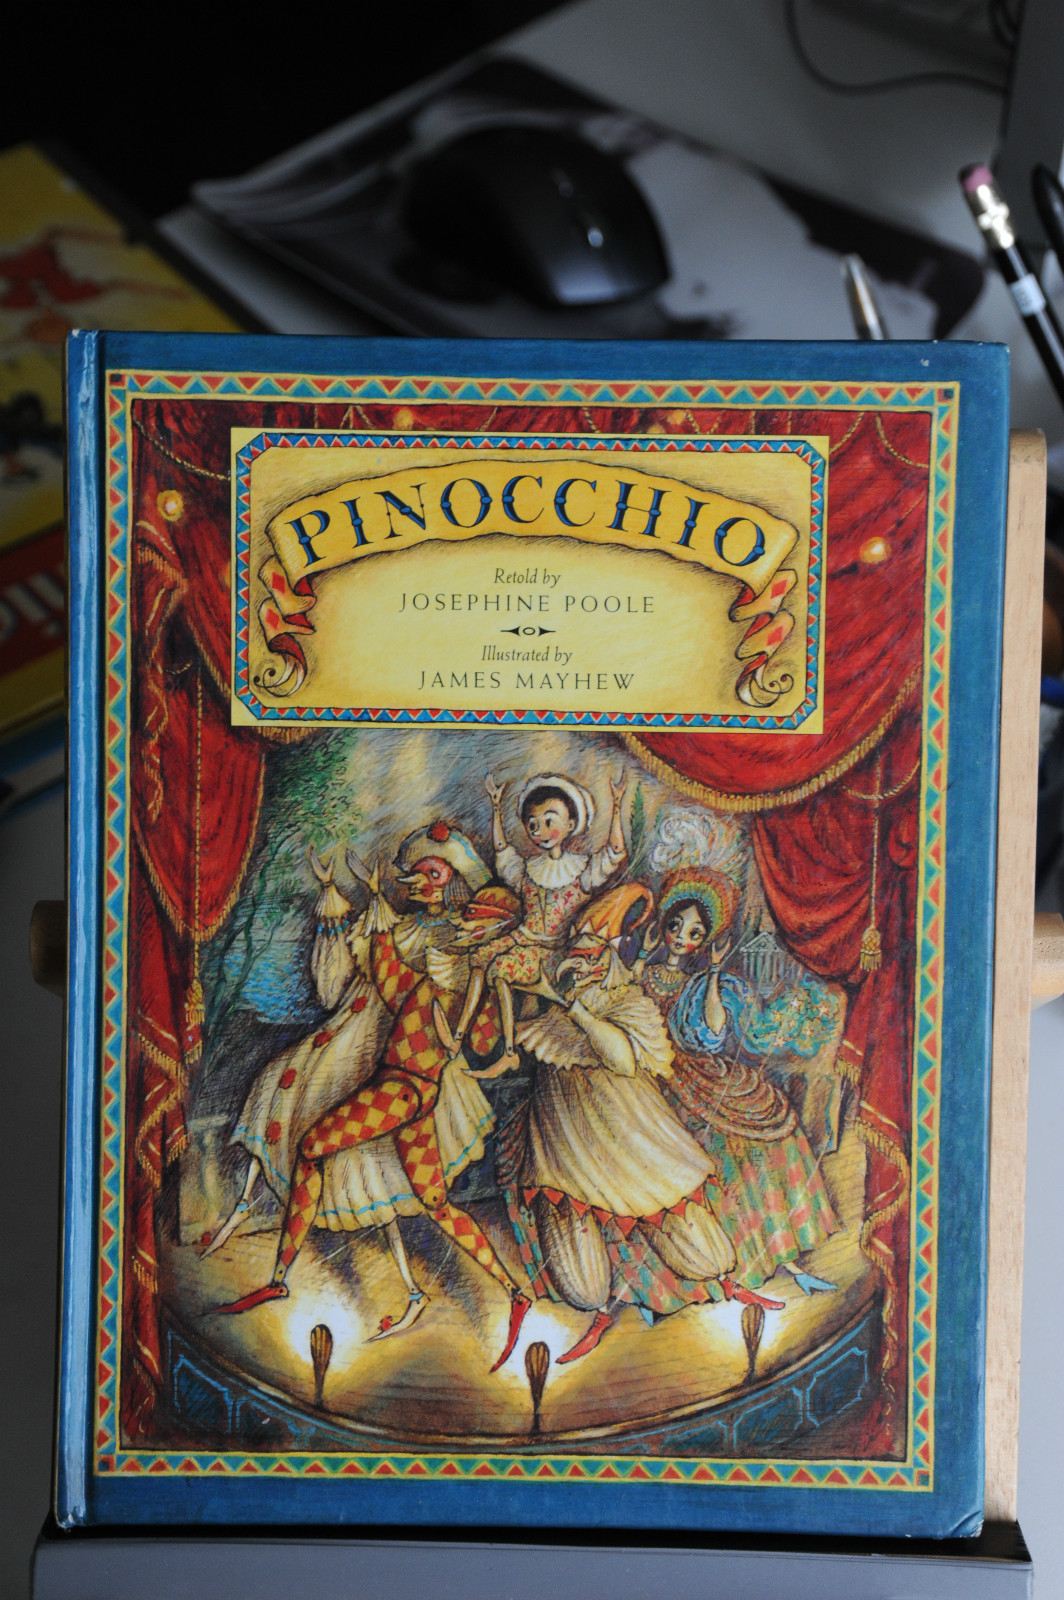 PINOCCHIO
Retold by
JOSEPHINE POOLE
Illustrated by
JAMES MAYHEW